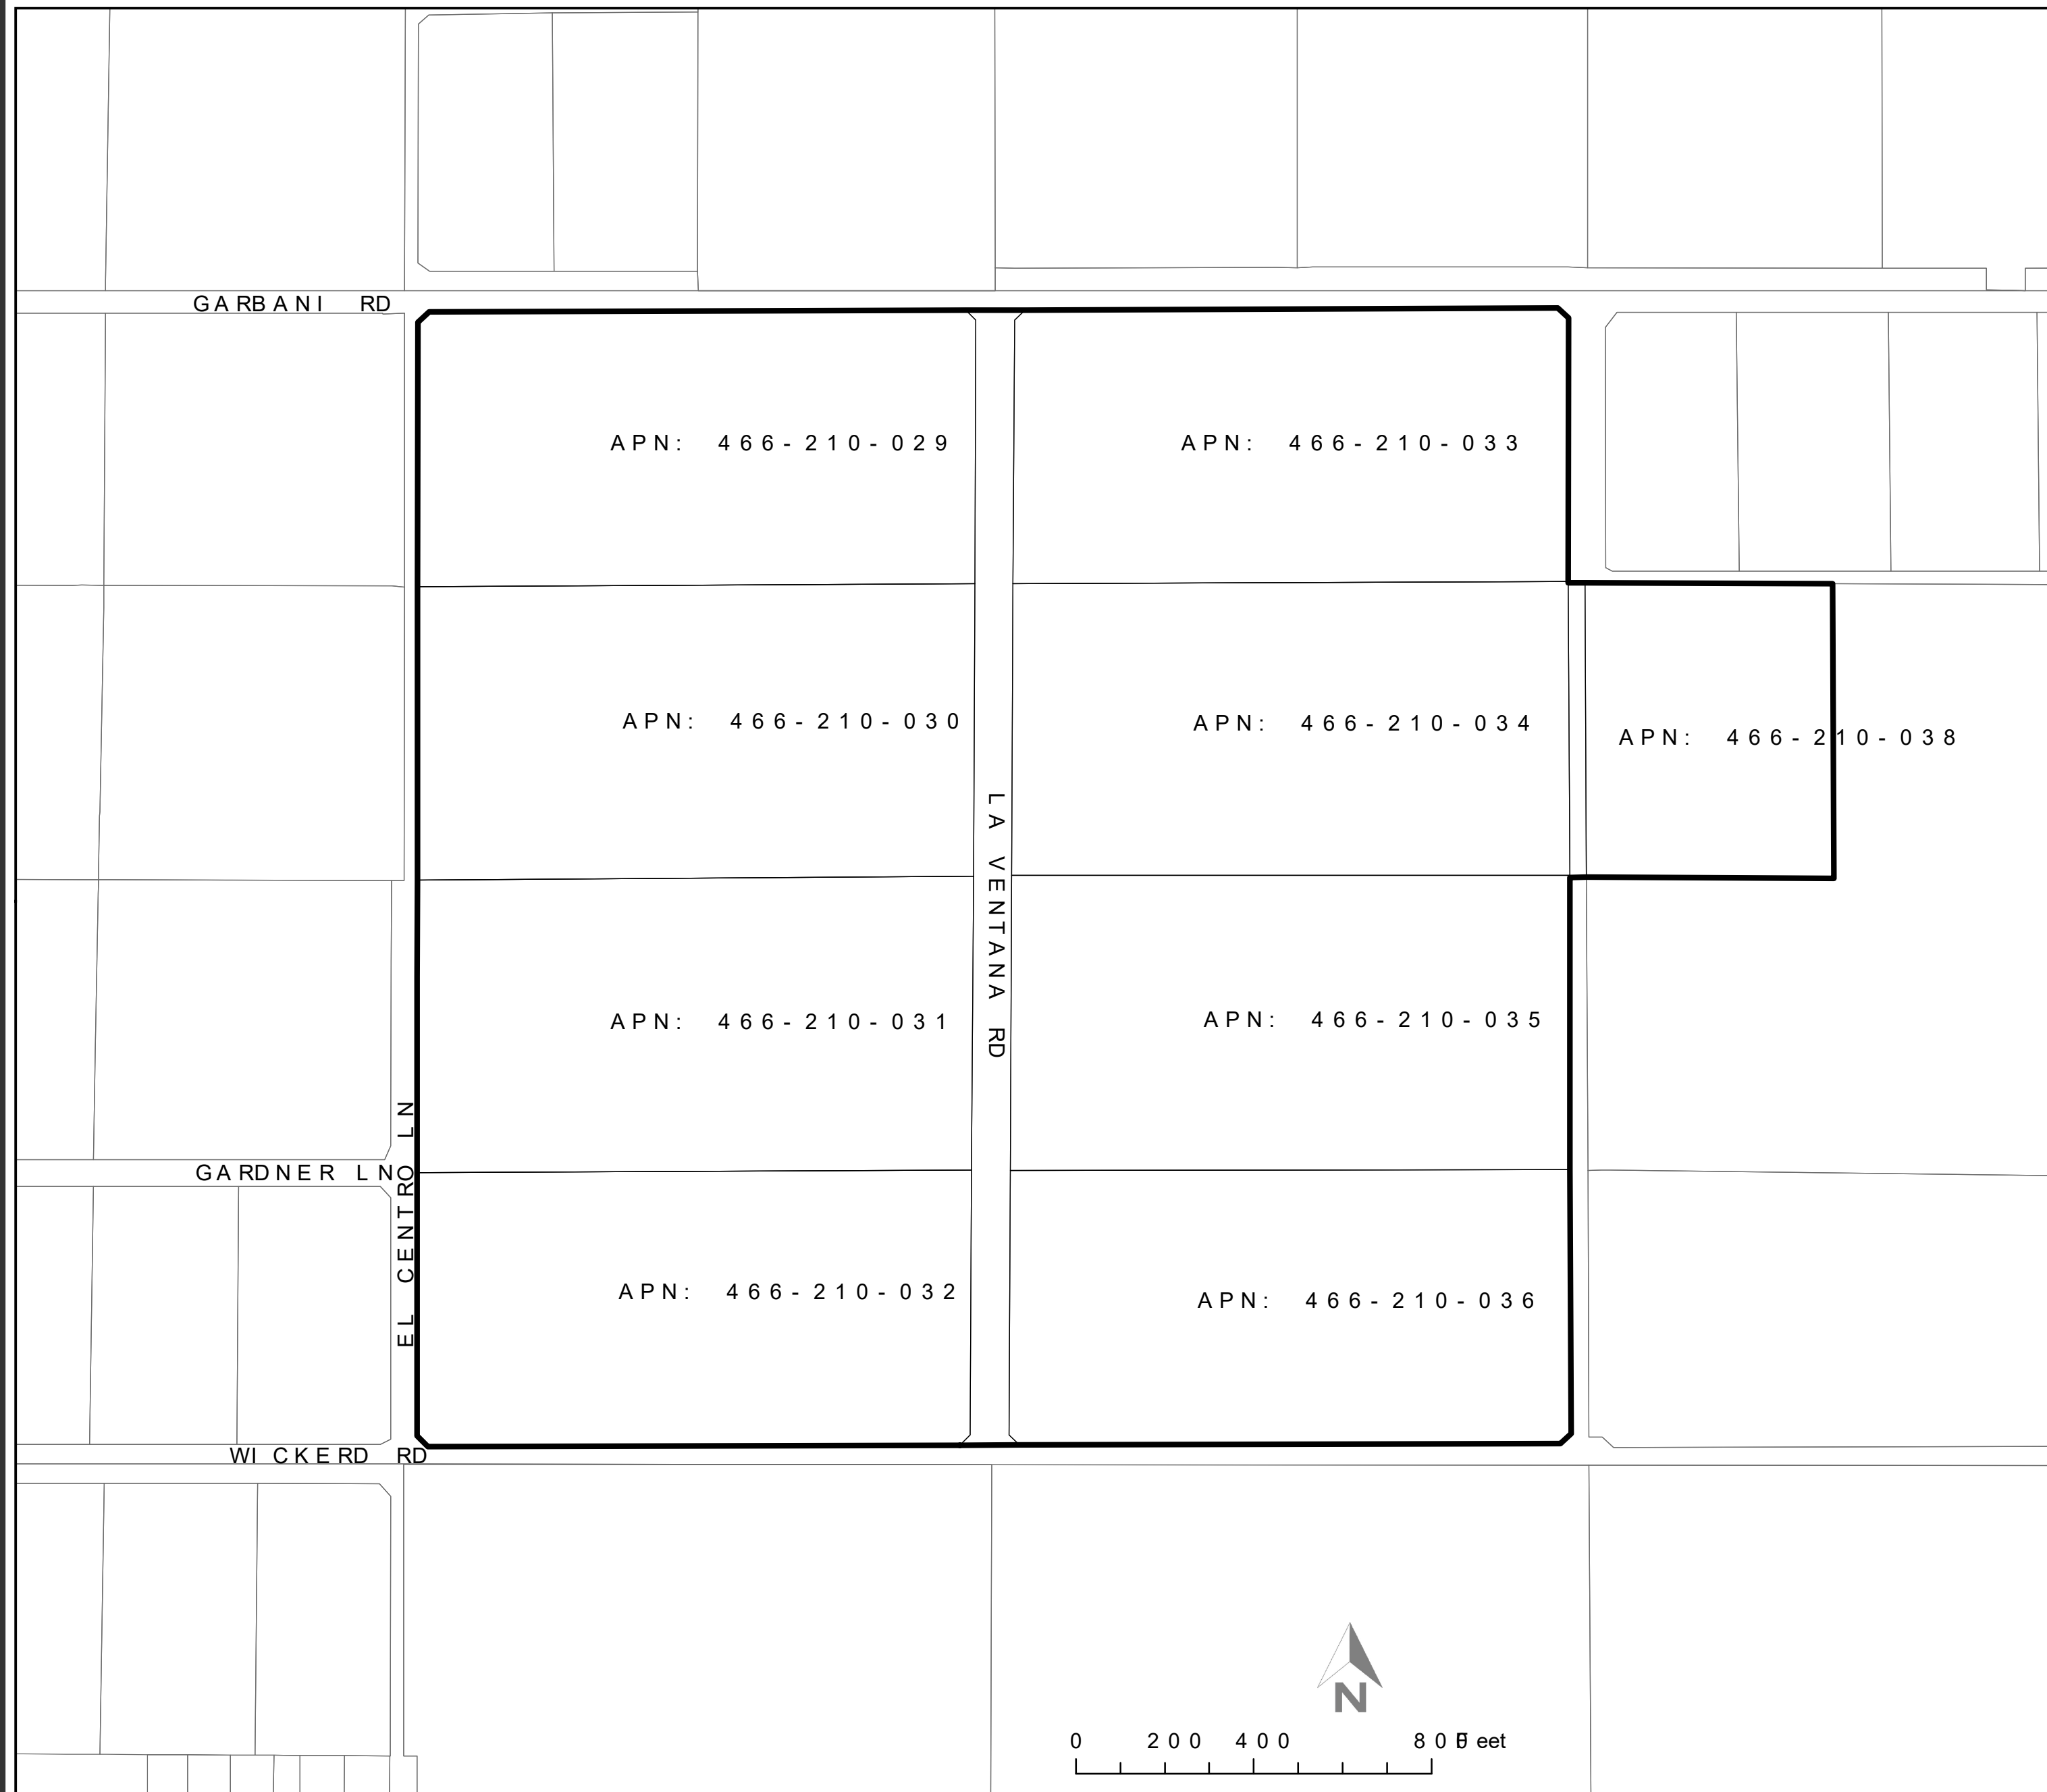 GARBANI RD
APN: 466-210-029
APN: 466-210-033
APN: 466-210-030
APN: 466-210-034
APN: 466-210-038
LA VENTANA RD
APN: 466-210-031
APN: 466-210-035
EL CENTRO LN
GARDNER LN
APN: 466-210-032
APN: 466-210-036
WICKERD RD
N
0 200 400 800 Feet